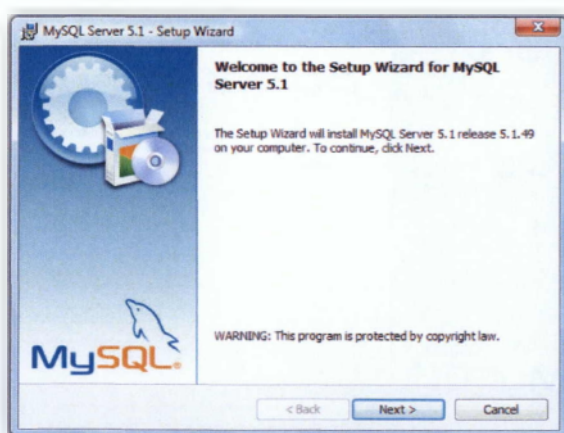 MySQL Server 5.1 - Setup Wizard
Welcome to the Setup Wizard for MySQL
Server 5.1
The Setup Wizard will install MySQL Server 5.1 release 5.1.49
on your computer. To continue, click Next.
WARNING: This program is protected by copyright law.
MySQL®
< Back
Next >
Cancel